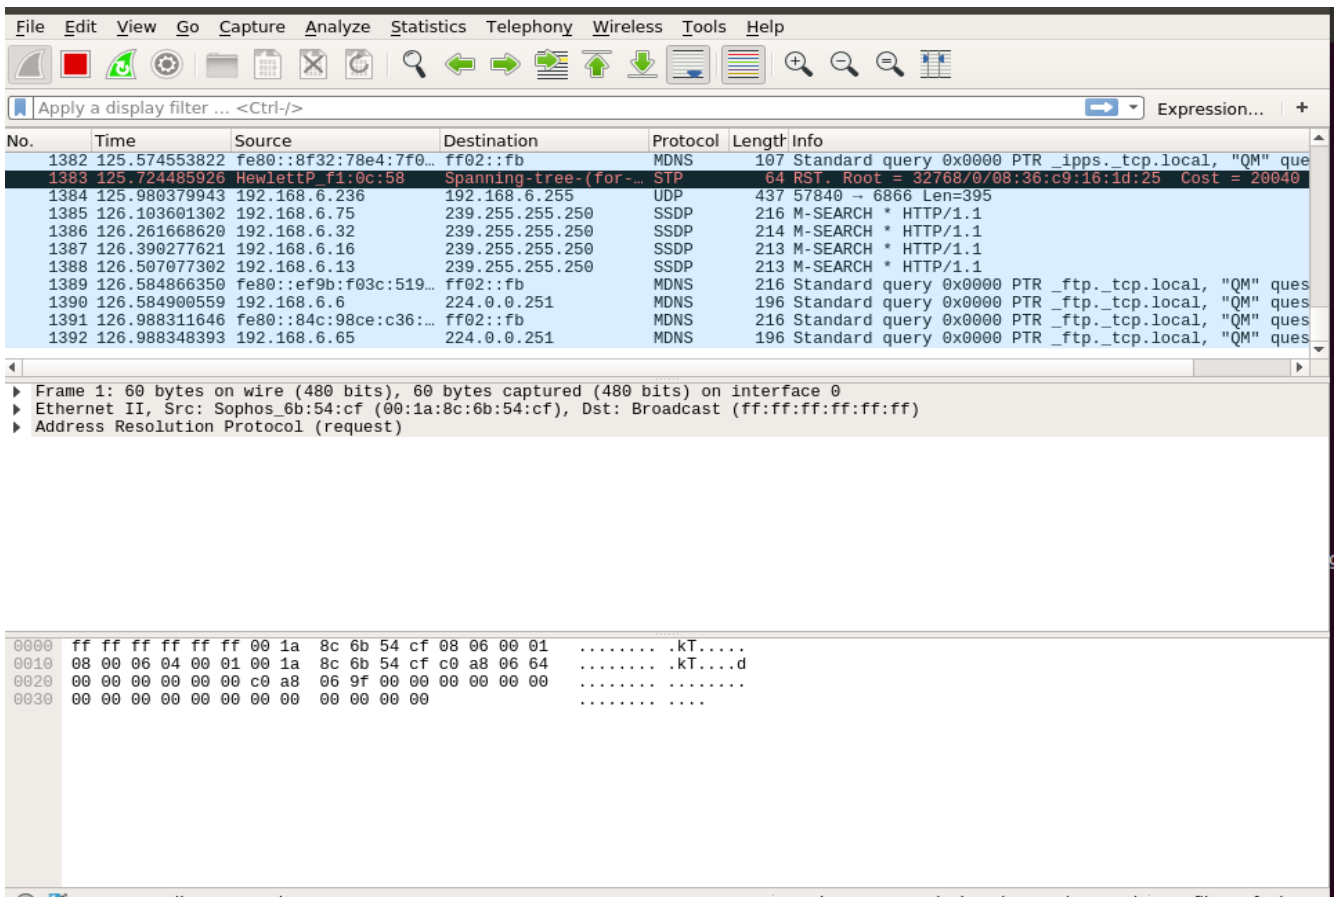 File Edit View Go Capture Analyze Statistics Telephony Wireless Tools Help
Apply a display filter ... <Ctrl-/> Expression... +
No. Time Source Destination Protocol Length Info
1382 125.574553822 fe80::8f32:78e4:7f0… ff02::fb MDNS 107 Standard query 0x0000 PTR _ipps._tcp.local, "QM" que
1383 125.724485926 HewlettP_f1:0c:58 Spanning-tree-(for-… STP 64 RST. Root = 32768/0/08:36:c9:16:1d:25 Cost = 20040
1384 125.980379943 192.168.6.236 192.168.6.255 UDP 437 57840 → 6866 Len=395
1385 126.103601302 192.168.6.75 239.255.255.250 SSDP 216 M-SEARCH * HTTP/1.1
1386 126.261668620 192.168.6.32 239.255.255.250 SSDP 214 M-SEARCH * HTTP/1.1
1387 126.390277621 192.168.6.16 239.255.255.250 SSDP 213 M-SEARCH * HTTP/1.1
1388 126.507077302 192.168.6.13 239.255.255.250 SSDP 213 M-SEARCH * HTTP/1.1
1389 126.584866350 fe80::ef9b:f03c:519… ff02::fb MDNS 216 Standard query 0x0000 PTR _ftp._tcp.local, "QM" ques
1390 126.584900559 192.168.6.6 224.0.0.251 MDNS 196 Standard query 0x0000 PTR _ftp._tcp.local, "QM" ques
1391 126.988311646 fe80::84c:98ce:c36:… ff02::fb MDNS 216 Standard query 0x0000 PTR _ftp._tcp.local, "QM" ques
1392 126.988348393 192.168.6.65 224.0.0.251 MDNS 196 Standard query 0x0000 PTR _ftp._tcp.local, "QM" ques
Frame 1: 60 bytes on wire (480 bits), 60 bytes captured (480 bits) on interface 0
Ethernet II, Src: Sophos_6b:54:cf (00:1a:8c:6b:54:cf), Dst: Broadcast (ff:ff:ff:ff:ff:ff)
Address Resolution Protocol (request)
0000 ff ff ff ff ff ff 00 1a 8c 6b 54 cf 08 06 00 01 ........ .kT.....
0010 08 00 06 04 00 01 00 1a 8c 6b 54 cf c0 a8 06 64 ........ .kT....d
0020 00 00 00 00 00 00 c0 a8 06 9f 00 00 00 00 00 00 ........ ........
0030 00 00 00 00 00 00 00 00 00 00 00 00 ........ ....